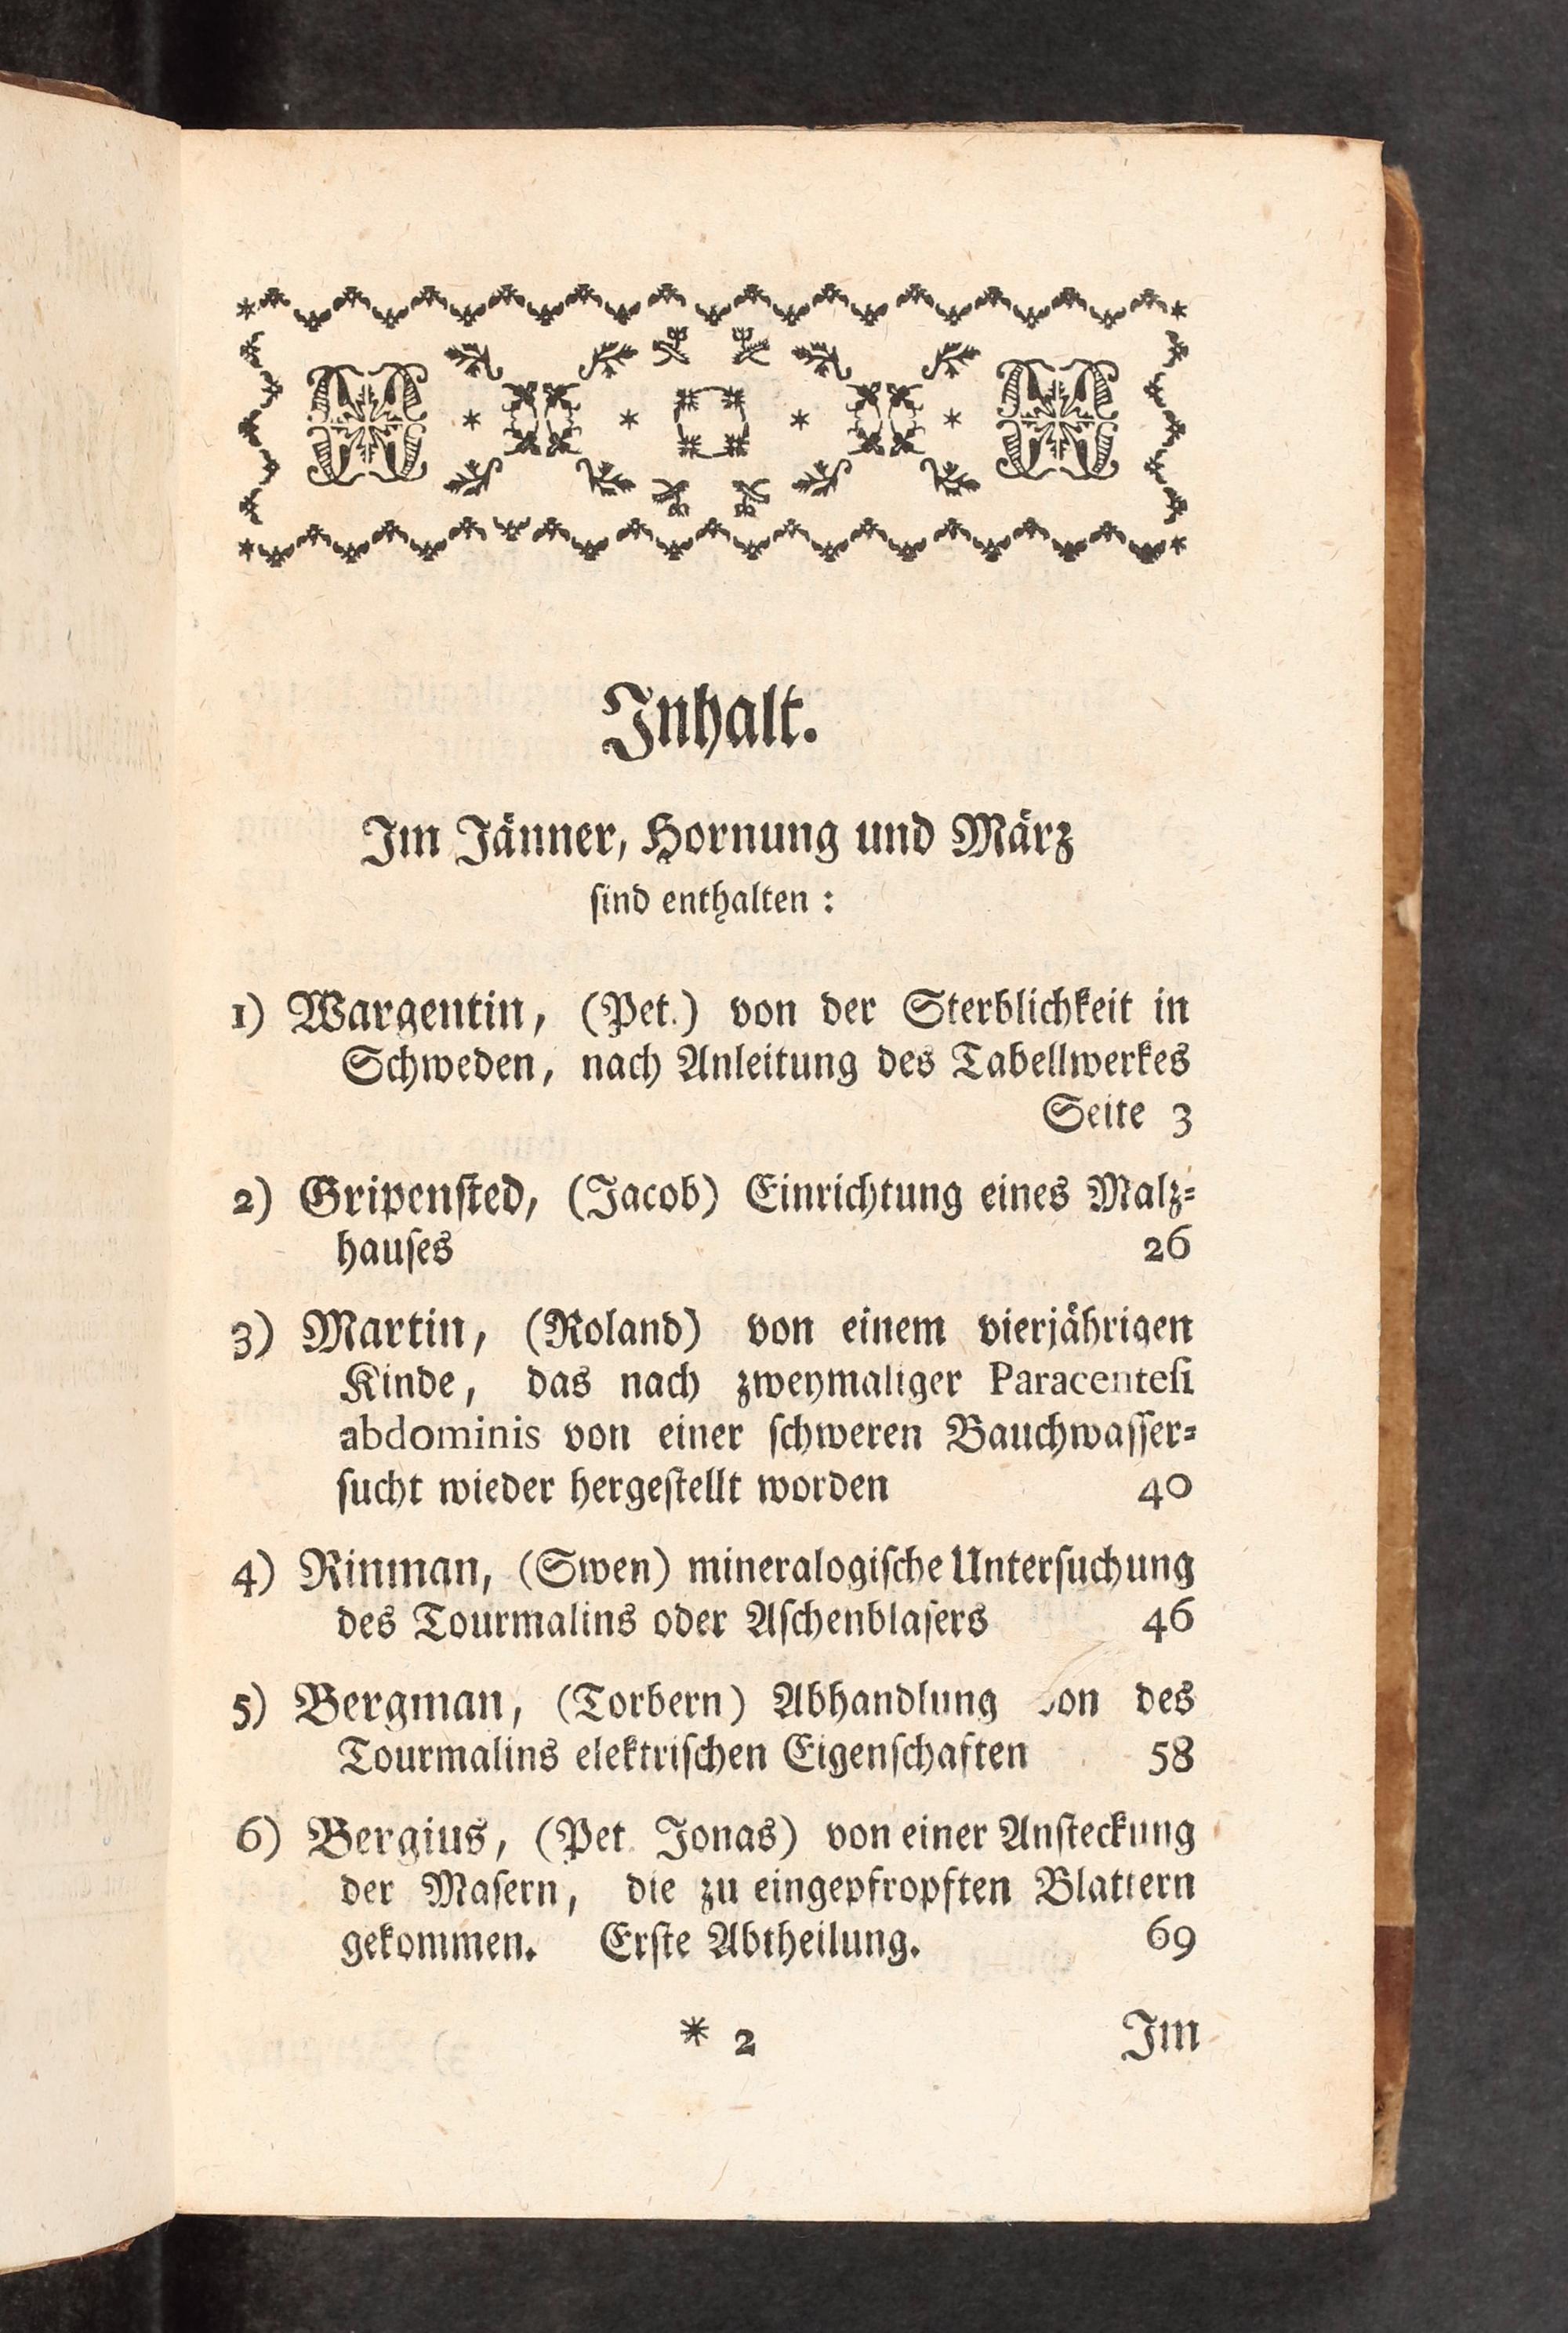 Inhalt.
Im Jänner, Hornung und März
sind enthalten:
1) Wargentin, (Pet.) von der Sterblichkeit in
Schweden, nach Anleitung des Tabellwerkes
Seite 3
2) Gripensted, (Jacob) Einrichtung eines Malz-
hauses 26
3) Martin, (Roland) von einem vierjährigen
Kinde, das nach zweymaliger Paracentesi
abdominis von einer schweren Bauchwasser-
sucht wieder hergestellt worden 40
4) Rinman, (Swen) mineralogische Untersuchung
des Tourmalins oder Aschenblasers 46
5) Bergman, (Torbern) Abhandlung von des
Tourmalins elektrischen Eigenschaften 58
6) Bergius, (Pet. Jonas) von einer Ansteckung
der Masern, die zu eingepfropften Blattern
gekommen. Erste Abtheilung. 69
* 2 Im